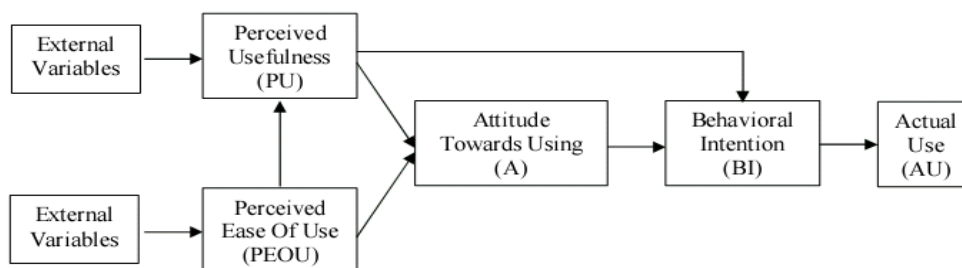 External
Variables
Perceived
Usefulness
(PU)
Attitude
Towards Using
(A)
Behavioral
Intention
(BI)
Actual
Use
(AU)
External
Variables
Perceived
Ease Of Use
(PEOU)